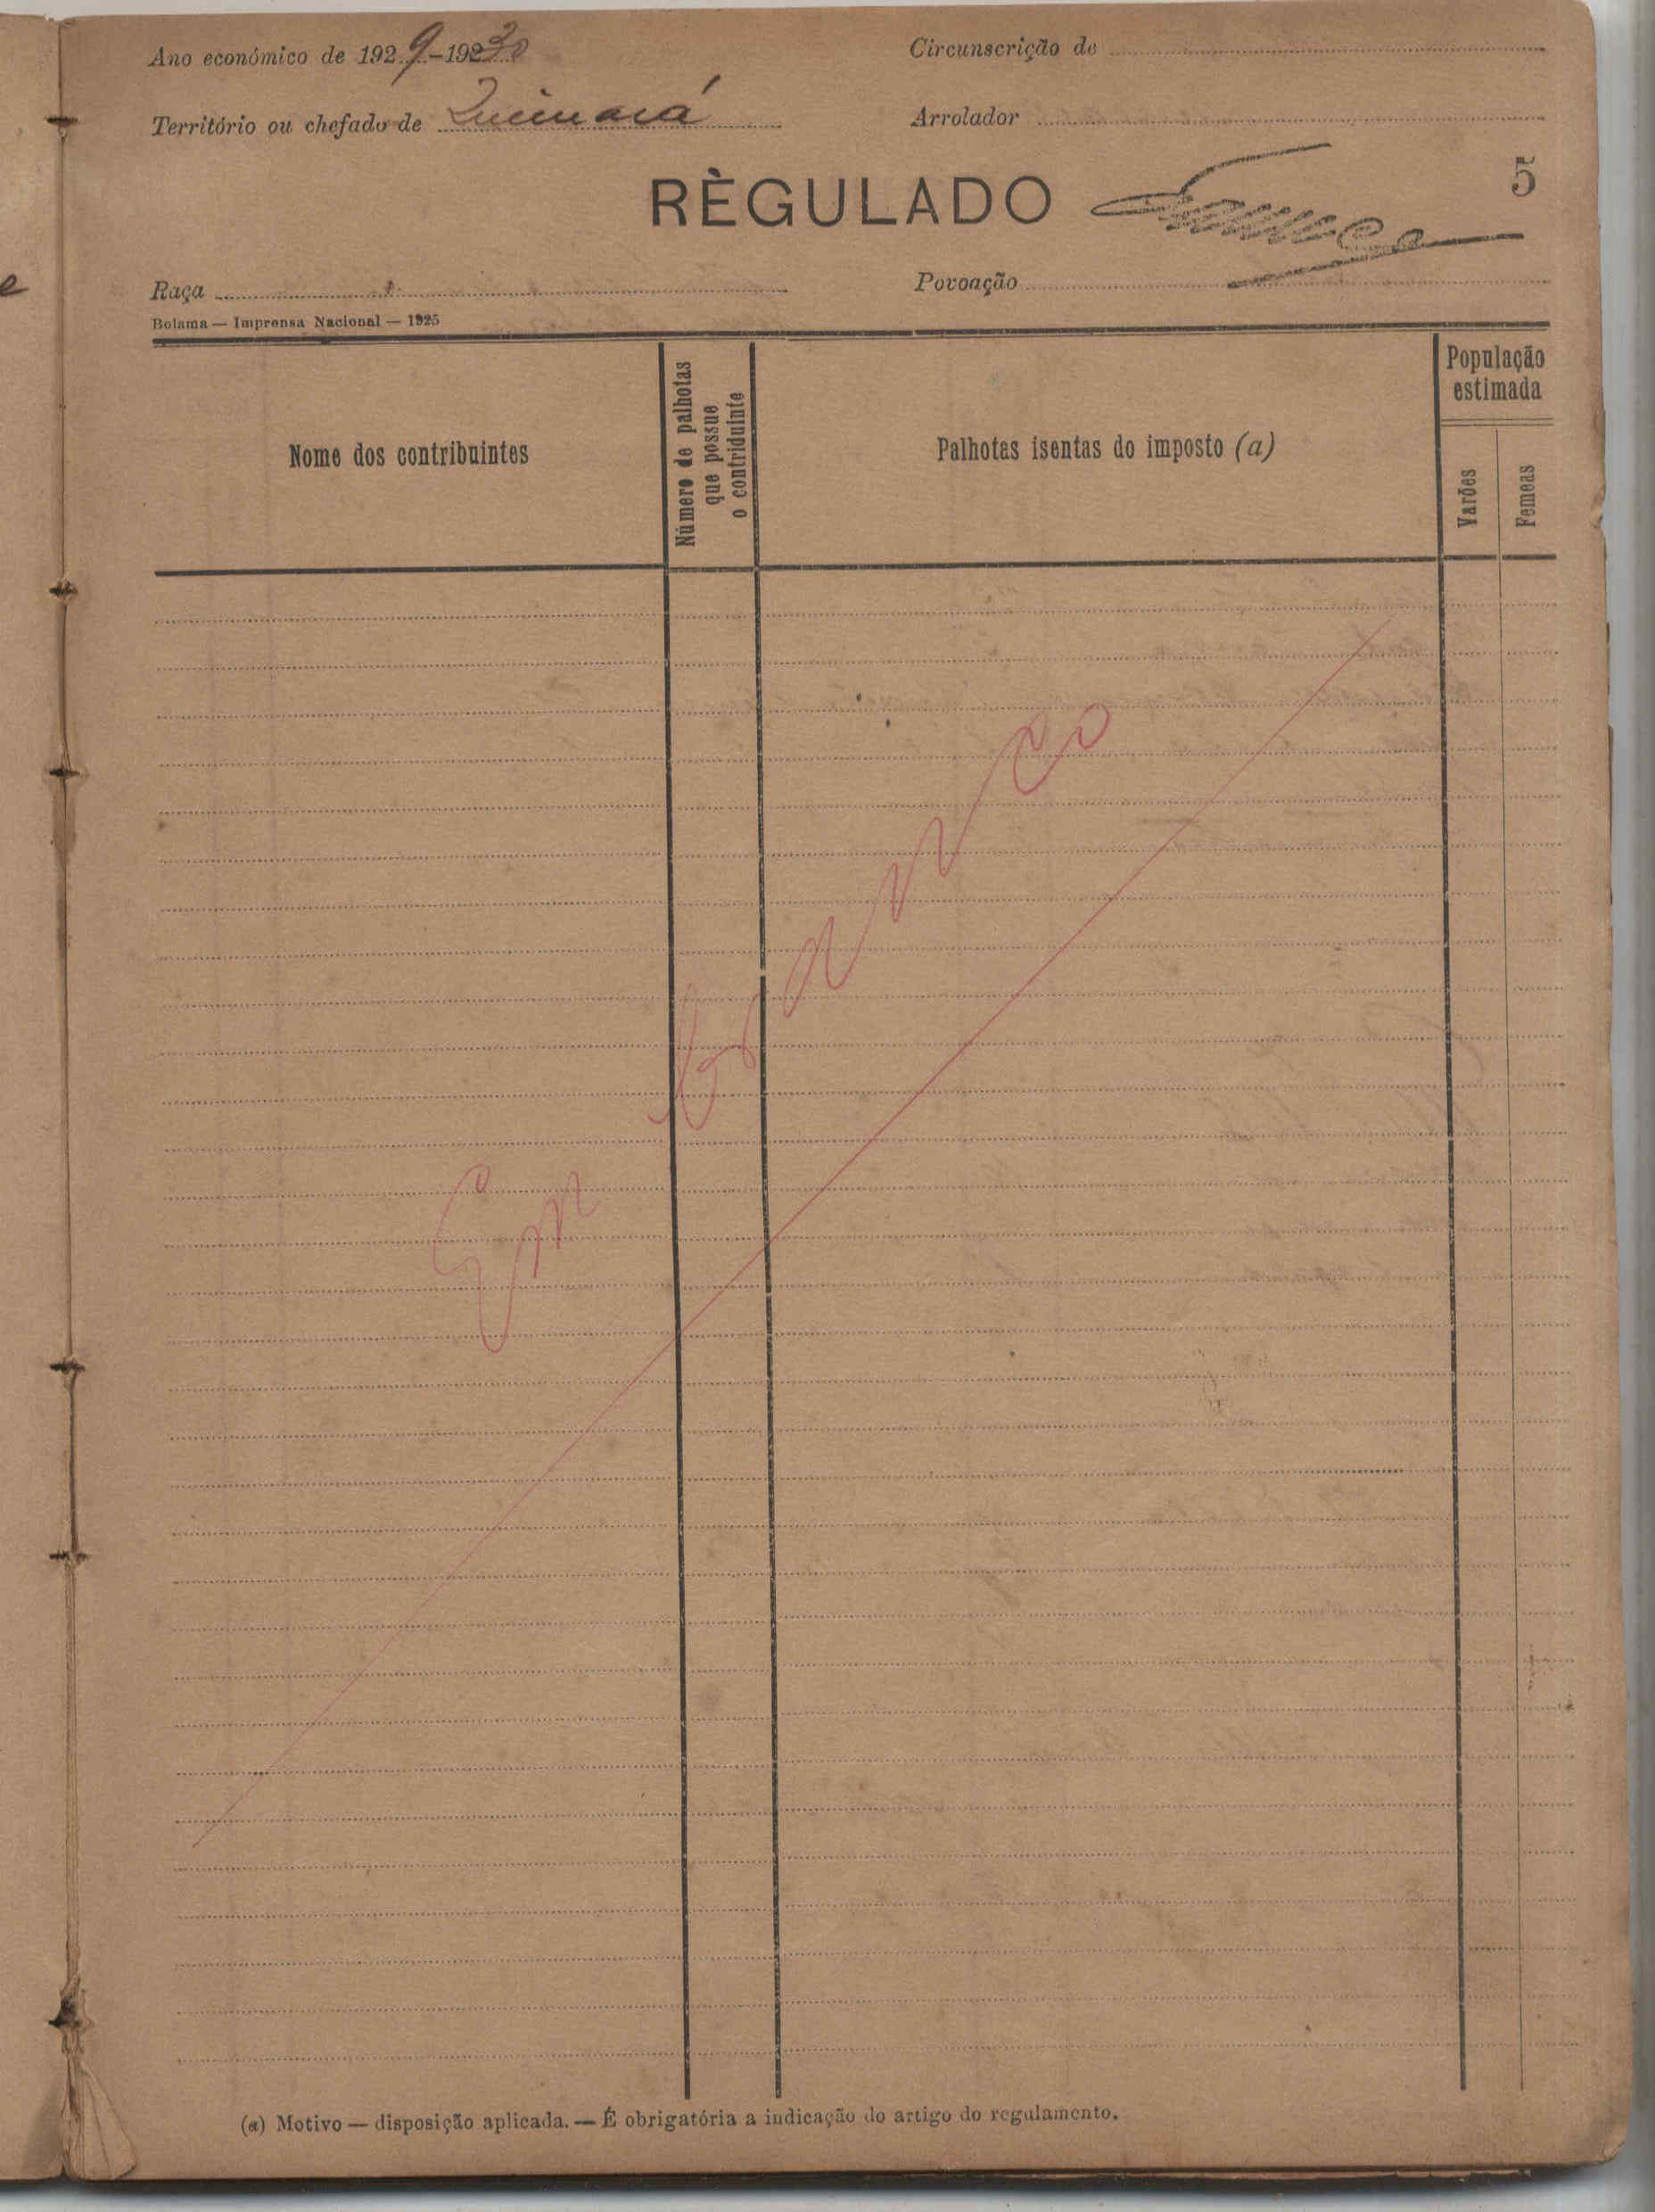 Ano económico de 1929-1930
Circunscrição de
Território ou chefado de
Arrolador
5
RÈGULADO
Raça
Povoação
Bolama — Imprensa Nacional — 1925
Nome dos contribuintes
Número de palhotas
que possue
o contriduinte
Palhotas isentas do imposto (a)
População
estimada
Varões
Femeas
Em branco
(a) Motivo — disposição aplicada. — É obrigatória a indicação do artigo do regulamento.